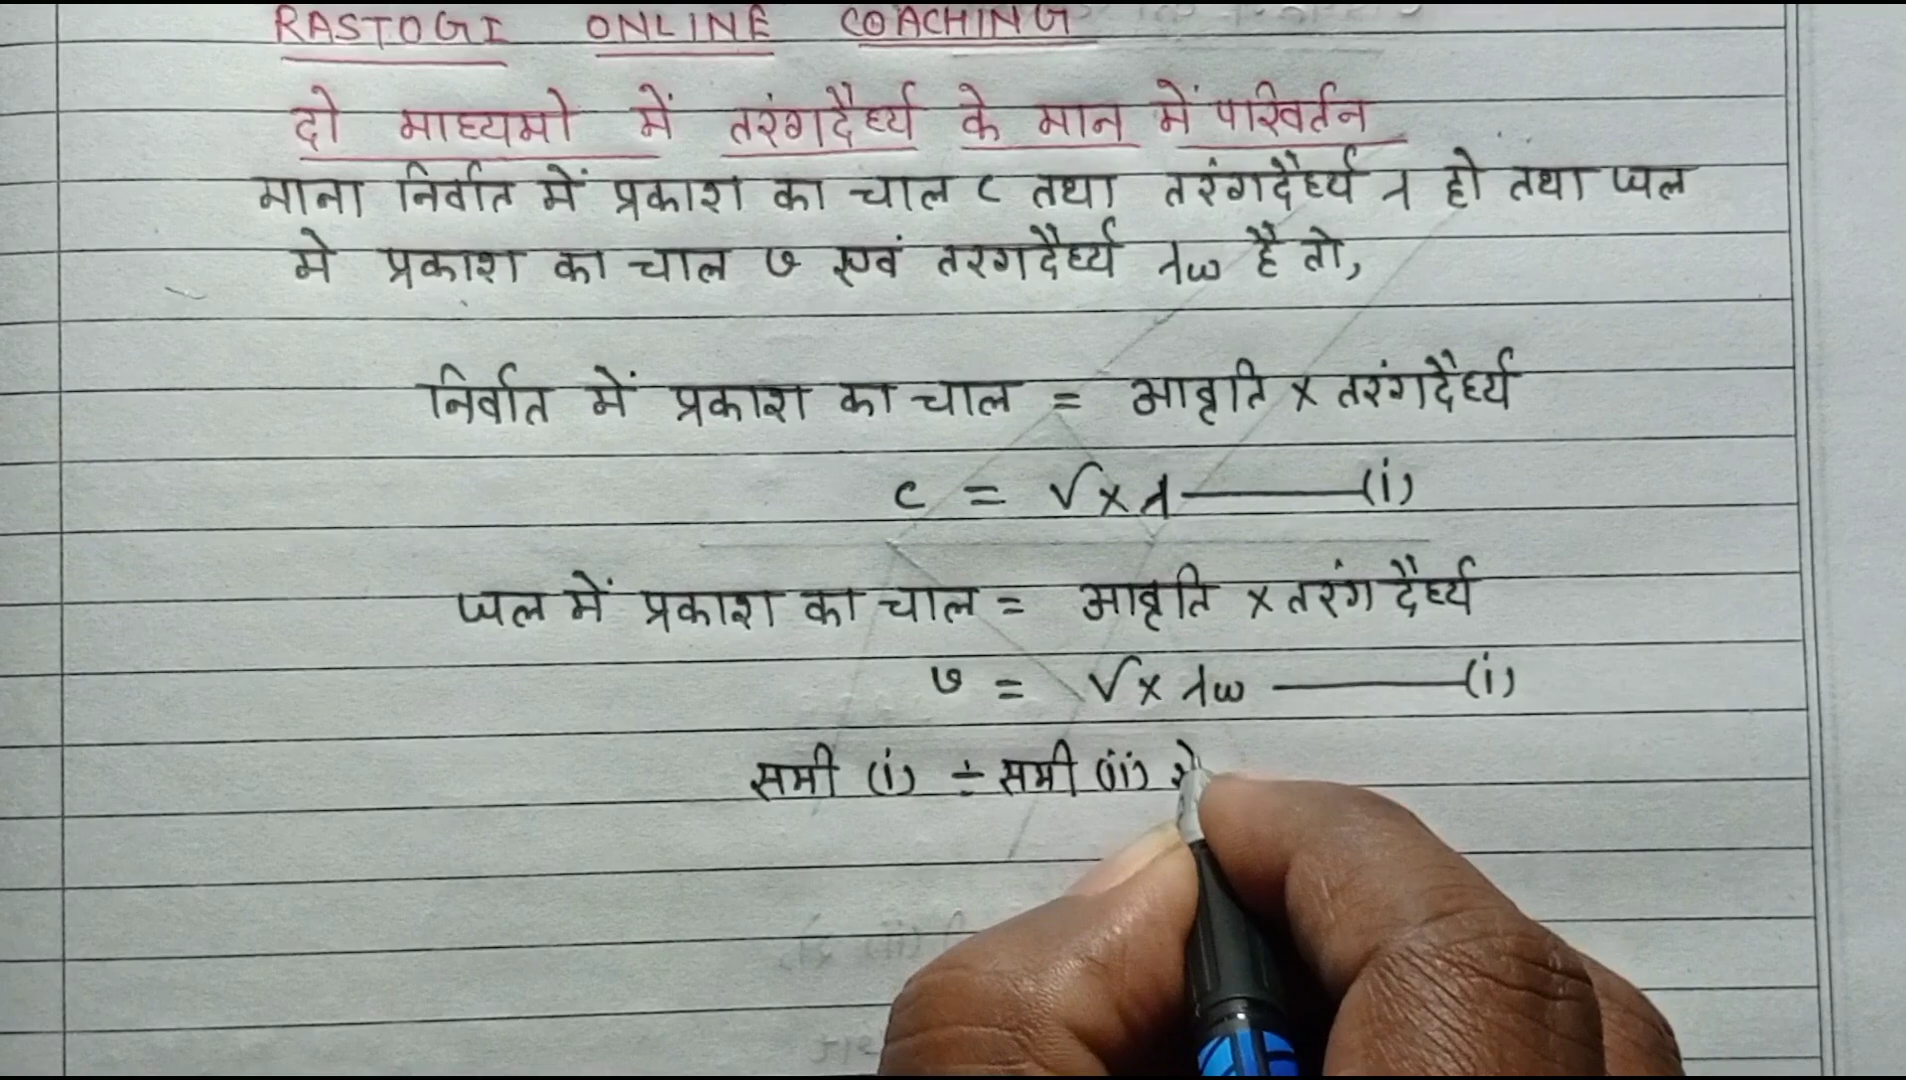 RASTOGI ONLINE COACHING
दो माध्यमो में तरंगदैर्ध्य के मान में परिवर्तन
माना निर्वात में प्रकाश का चाल c तथा तरंगदैर्ध्य λ हो तथा जल
मे प्रकाश का चाल v एवं तरगदैर्ध्य λw है तो,
निर्वात में प्रकाश का चाल = आवृति × तरंगदैर्ध्य
c = ν × λ ——— (i)
जल में प्रकाश का चाल = आवृति × तरंगदैर्ध्य
v = ν × λw ——— (i)
समी (i) ÷ समी (ii) से